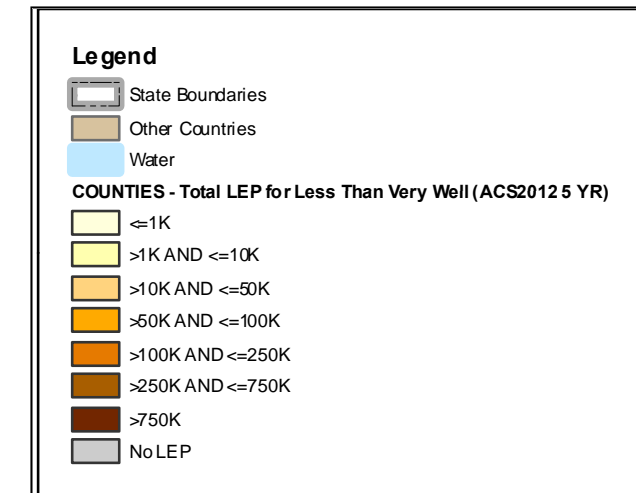 Legend
State Boundaries
Other Countries
Water
COUNTIES - Total LEP for Less Than Very Well (ACS2012 5 YR)
<=1K
>1K AND <=10K
>10K AND <=50K
>50K AND <=100K
>100K AND <=250K
>250K AND <=750K
>750K
No LEP